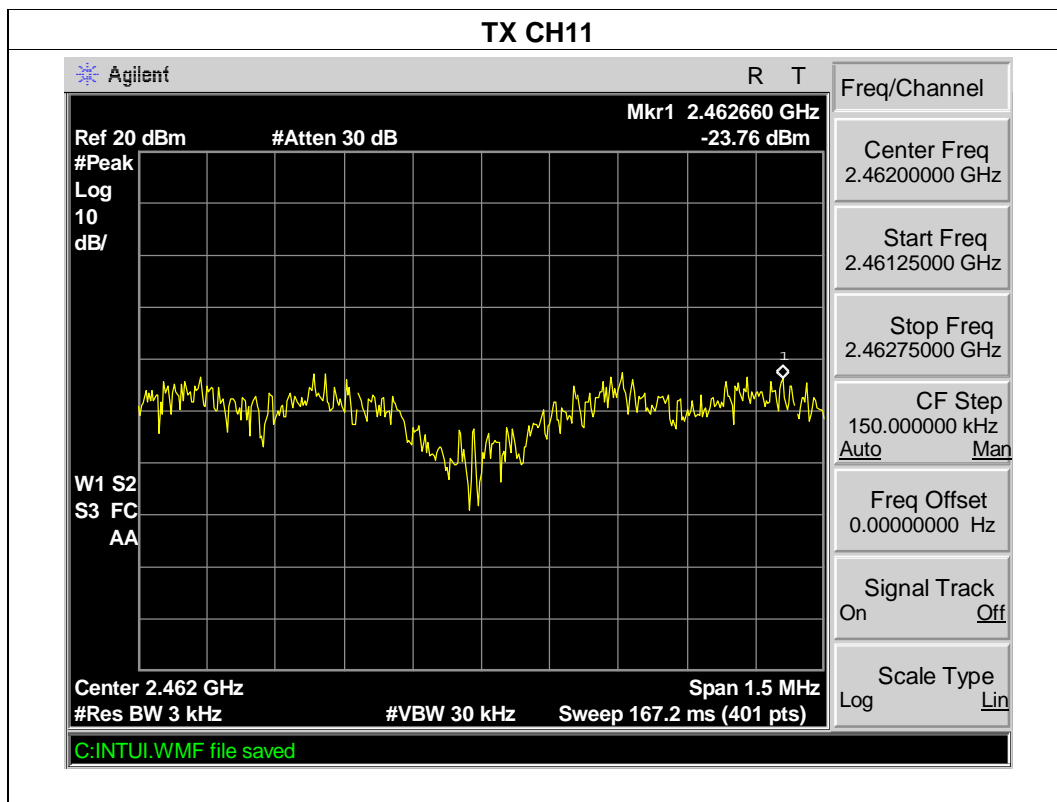 TX CH11
Agilent
R T
Freq/Channel
Mkr1 2.462660 GHz
Ref 20 dBm #Atten 30 dB -23.76 dBm
#Peak
Log
10
dB/
1
W1 S2
S3 FC
AA
Center 2.462 GHz Span 1.5 MHz
#Res BW 3 kHz #VBW 30 kHz Sweep 167.2 ms (401 pts)
C:INTUI.WMF file saved
Center Freq
2.46200000 GHz
Start Freq
2.46125000 GHz
Stop Freq
2.46275000 GHz
CF Step
150.000000 kHz
Auto Man
Freq Offset
0.00000000 Hz
Signal Track
On Off
Scale Type
Log Lin